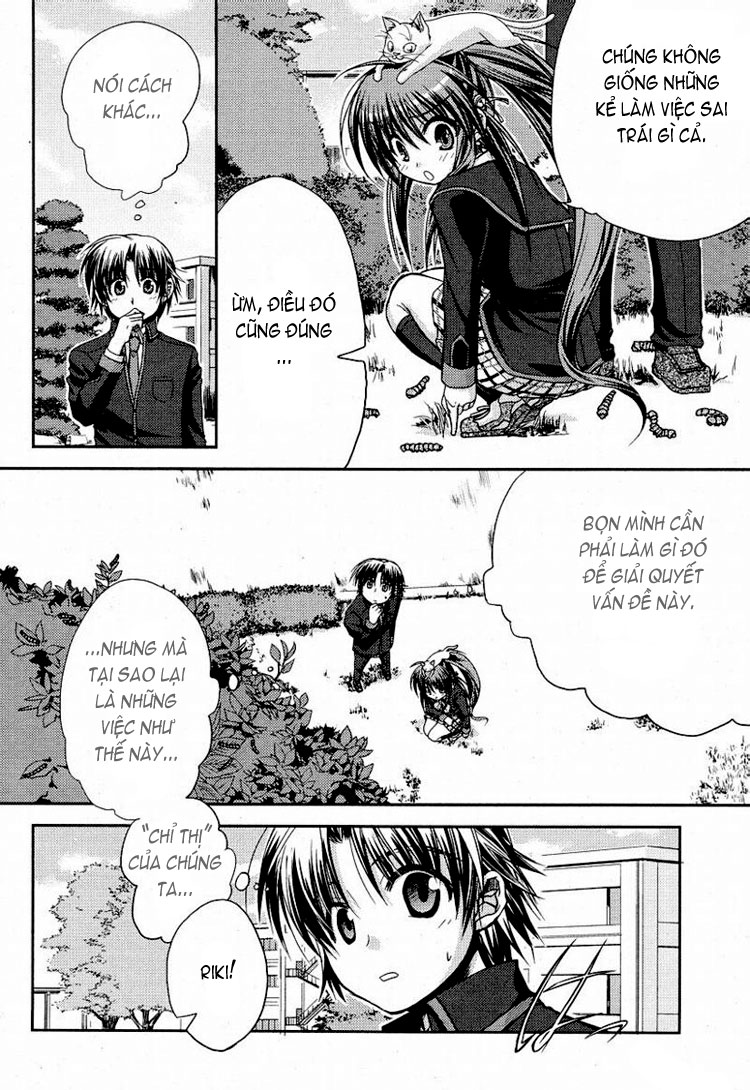 CHÚNG KHÔNG
GIỐNG NHỮNG
KẺ LÀM VIỆC SAI
TRÁI GÌ CẢ.
ỪM, ĐIỀU ĐÓ
CŨNG ĐÚNG
...
NÓI CÁCH
KHÁC...
BỌN MÌNH CẦN
PHẢI LÀM GÌ ĐÓ
ĐỂ GIẢI QUYẾT
VẤN ĐỀ NÀY.
...NHƯNG MÀ
TẠI SAO LẠI
LÀ NHỮNG
VIỆC NHƯ
THẾ NÀY...
"CHỈ THỊ"
CỦA CHÚNG
TA...
RIKI!